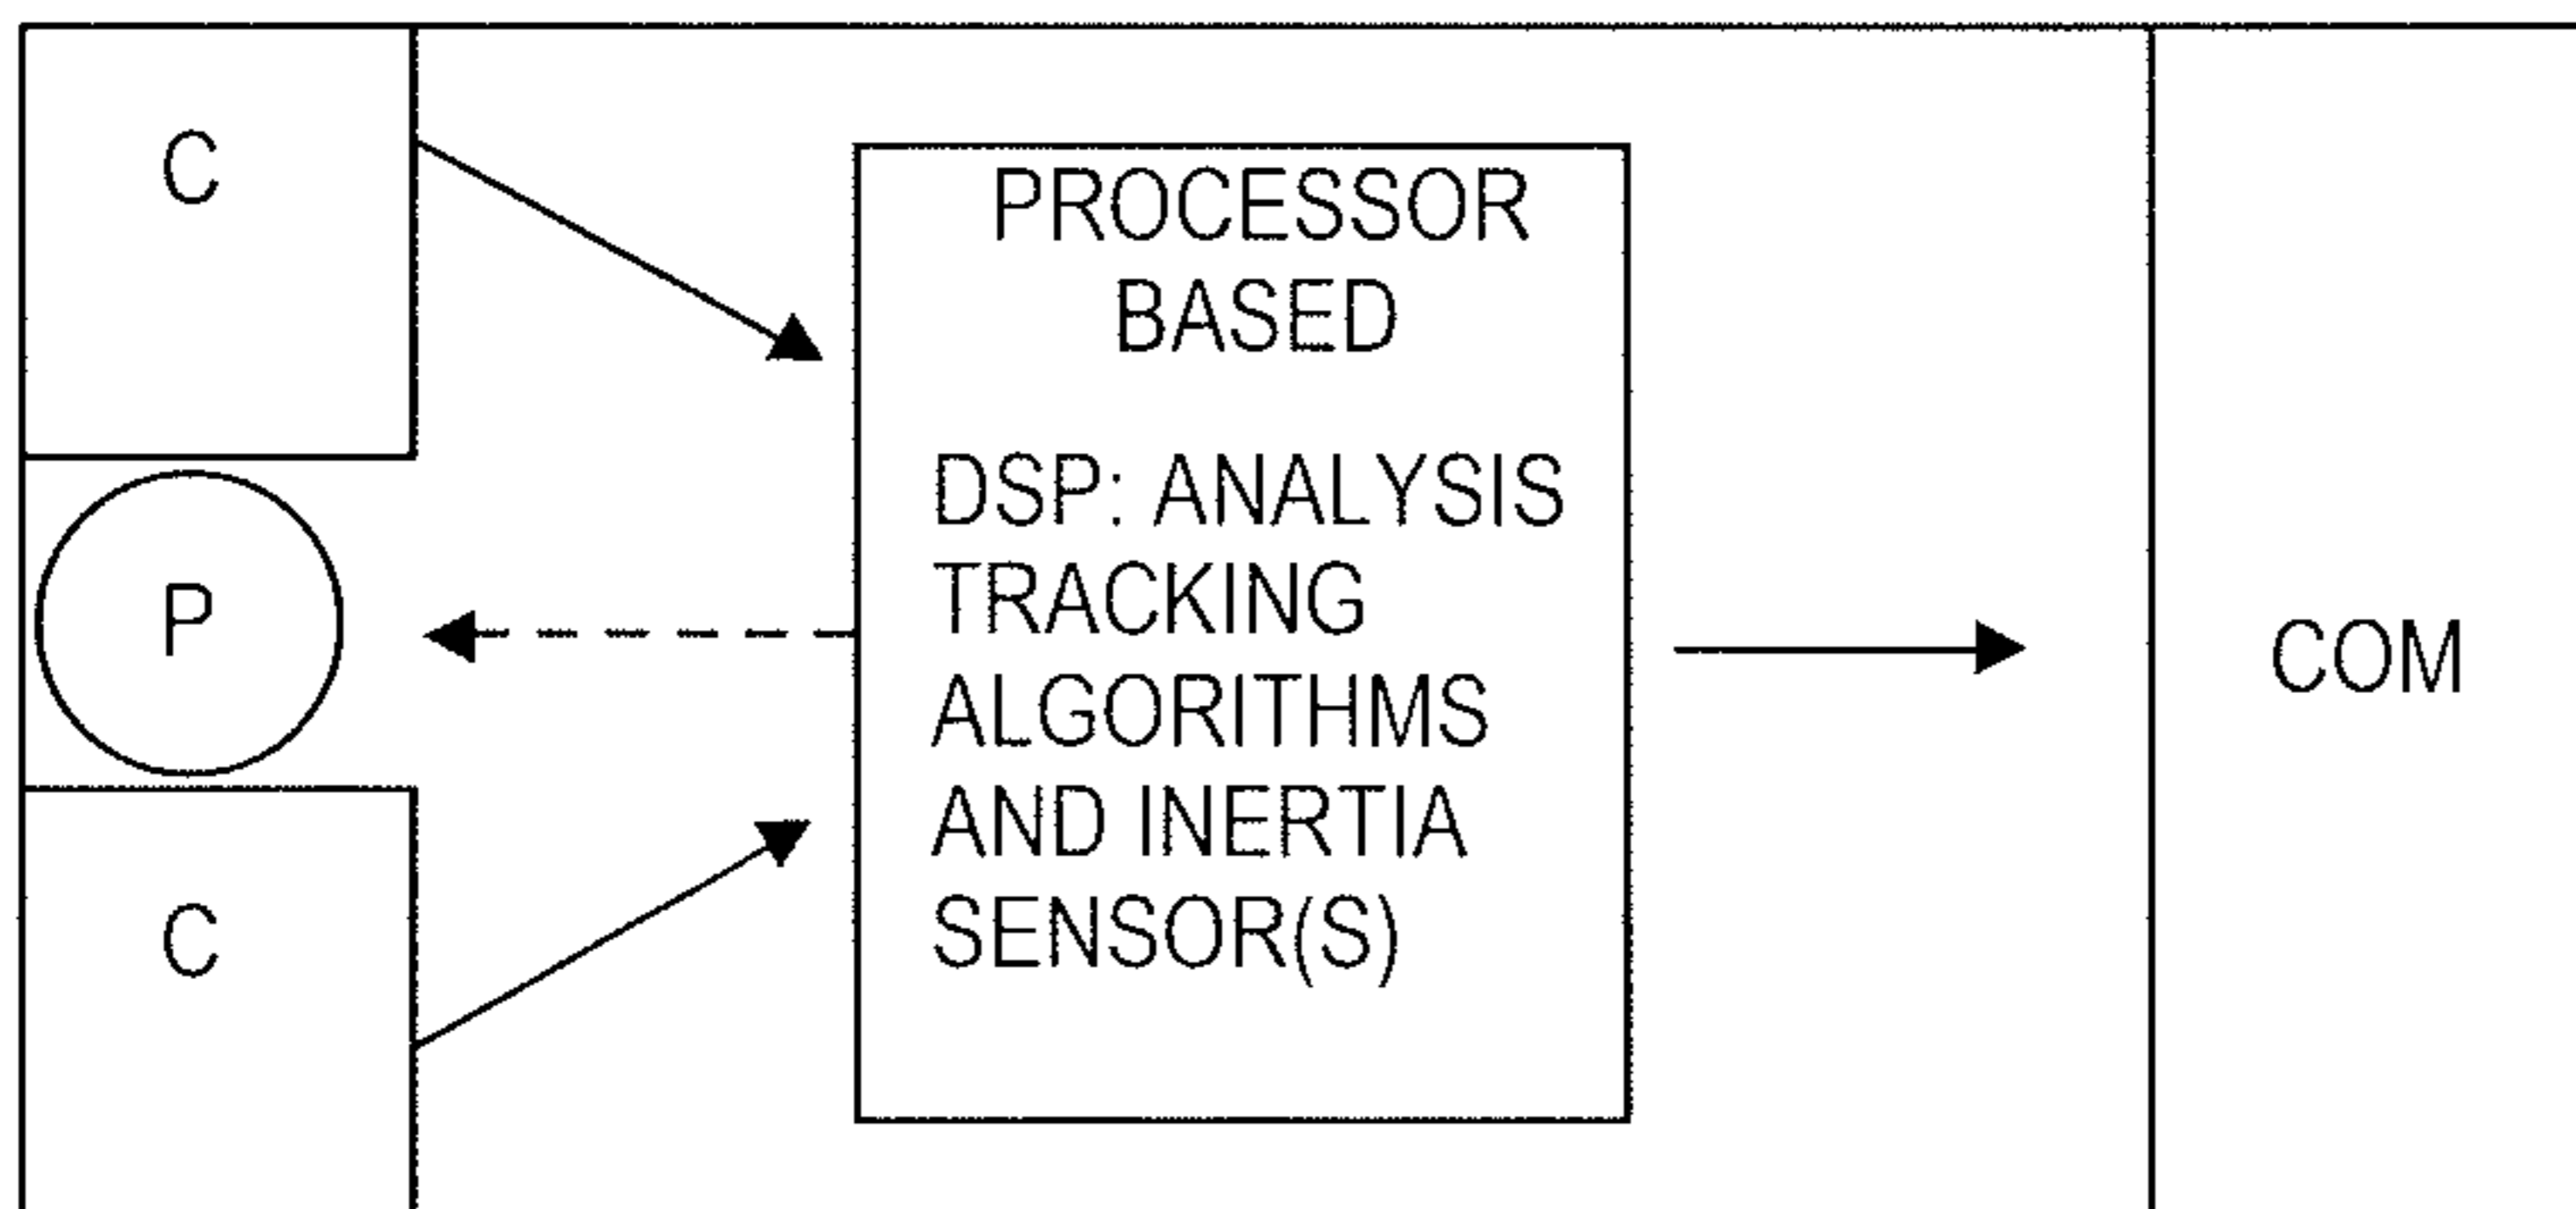 C
P
C
PROCESSOR
BASED
DSP: ANALYSIS
TRACKING
ALGORITHMS
AND INERTIA
SENSOR(S)
COM